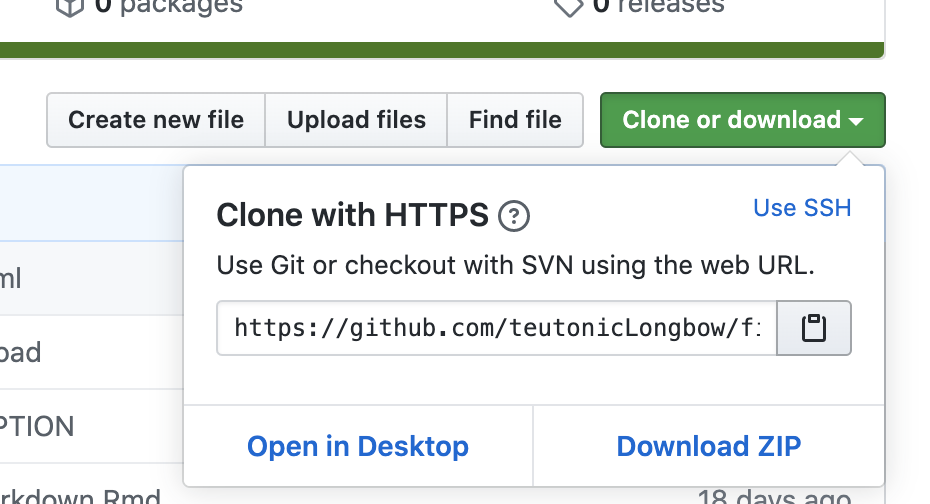 0 packages
0 releases
Create new file
Upload files
Find file
Clone or download
Clone with HTTPS ?
Use SSH
Use Git or checkout with SVN using the web URL.
https://github.com/teutonicLongbow/f
ml
oad
PTION
Open in Desktop
Download ZIP
rkdown.Rmd
18 days ago